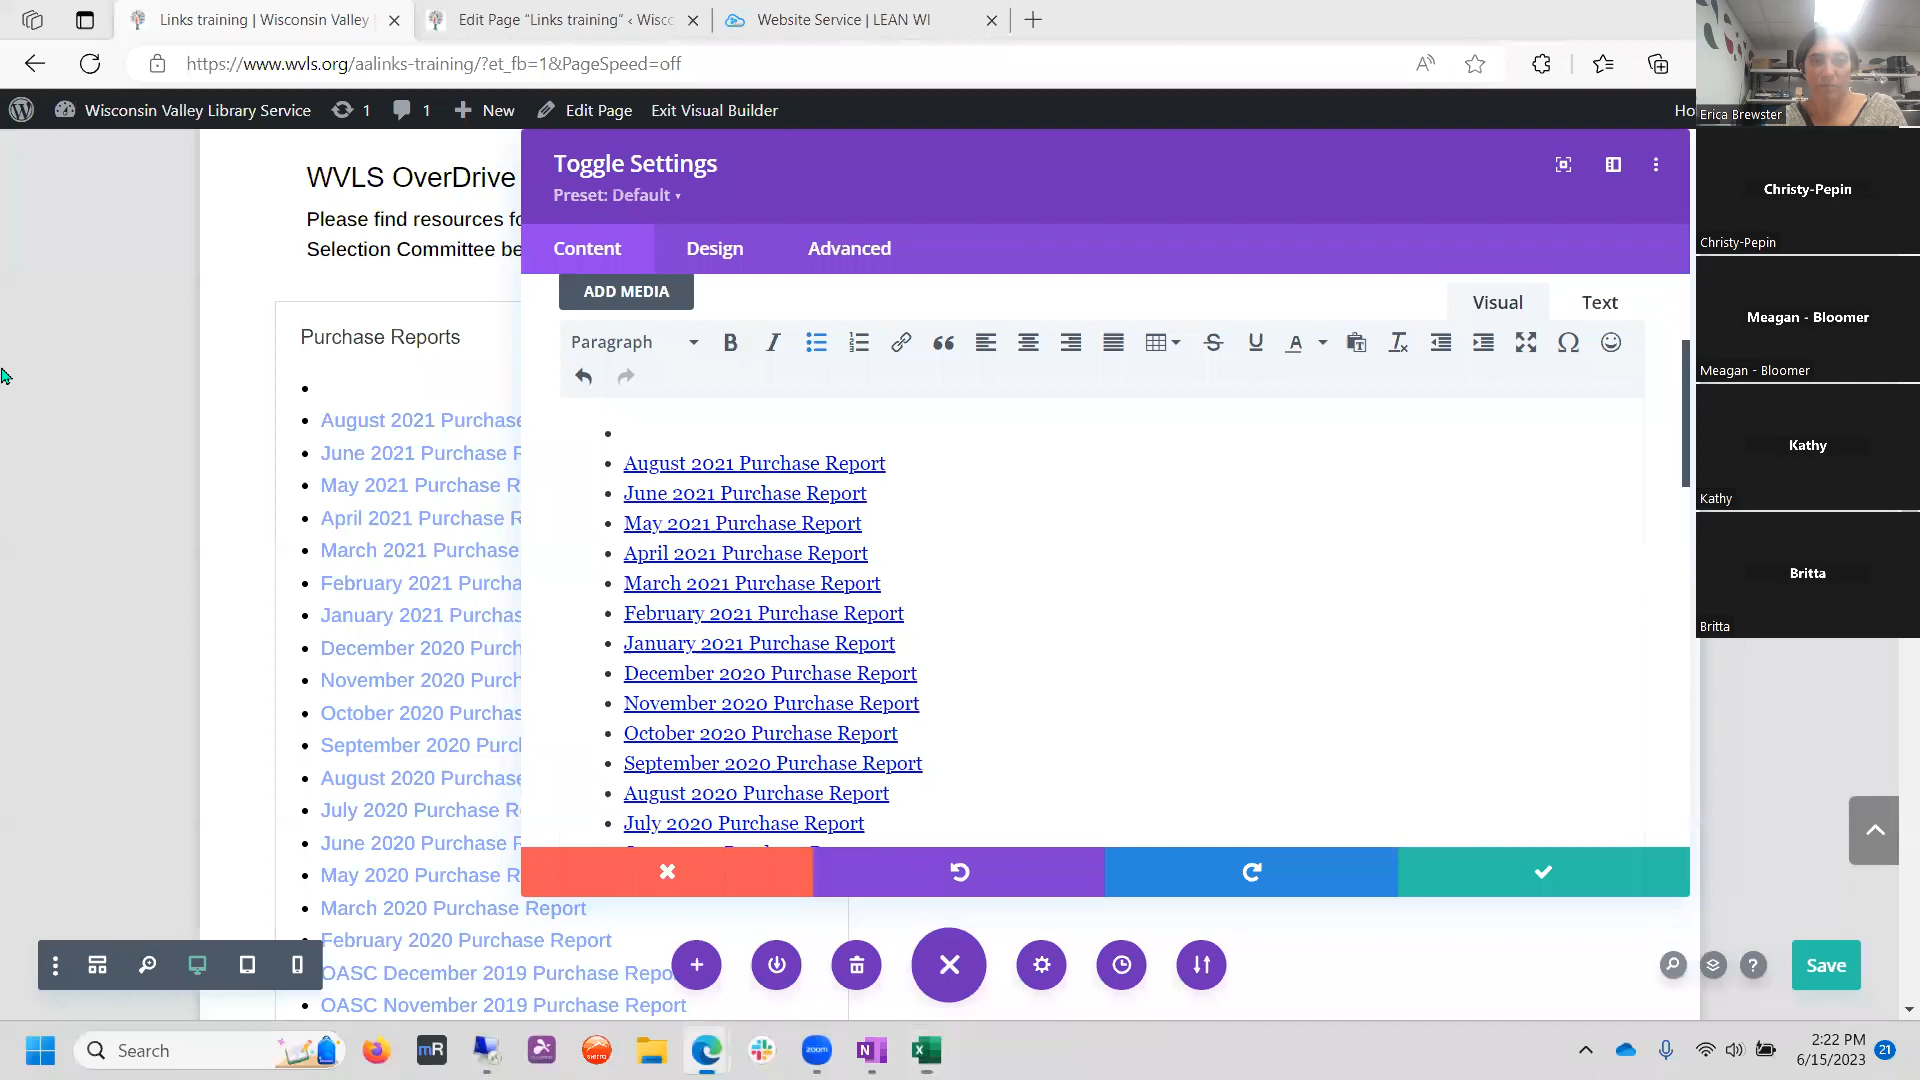 Links training | Wisconsin Valley
Edit Page “Links training” ‹ Wisc
Website Service | LEAN WI
https://www.wvls.org/aalinks-training/?et_fb=1&PageSpeed=off
Wisconsin Valley Library Service
1
1
New
Edit Page
Exit Visual Builder
Ho
Erica Brewster
WVLS OverDrive
Please find resources fo
Selection Committee be
Purchase Reports
August 2021 Purchase
June 2021 Purchase R
May 2021 Purchase R
April 2021 Purchase R
March 2021 Purchase
February 2021 Purcha
January 2021 Purchas
December 2020 Purch
November 2020 Purch
October 2020 Purchas
September 2020 Purch
August 2020 Purchase
July 2020 Purchase R
June 2020 Purchase R
May 2020 Purchase R
March 2020 Purchase Report
February 2020 Purchase Report
OASC December 2019 Purchase Repo
OASC November 2019 Purchase Report
Toggle Settings
Preset: Default
Content
Design
Advanced
ADD MEDIA
Visual
Text
Paragraph
August 2021 Purchase Report
June 2021 Purchase Report
May 2021 Purchase Report
April 2021 Purchase Report
March 2021 Purchase Report
February 2021 Purchase Report
January 2021 Purchase Report
December 2020 Purchase Report
November 2020 Purchase Report
October 2020 Purchase Report
September 2020 Purchase Report
August 2020 Purchase Report
July 2020 Purchase Report
Christy-Pepin
Christy-Pepin
Meagan - Bloomer
Meagan - Bloomer
Kathy
Kathy
Britta
Britta
Save
Search
mR
sierra
zoom
2:22 PM
6/15/2023
21